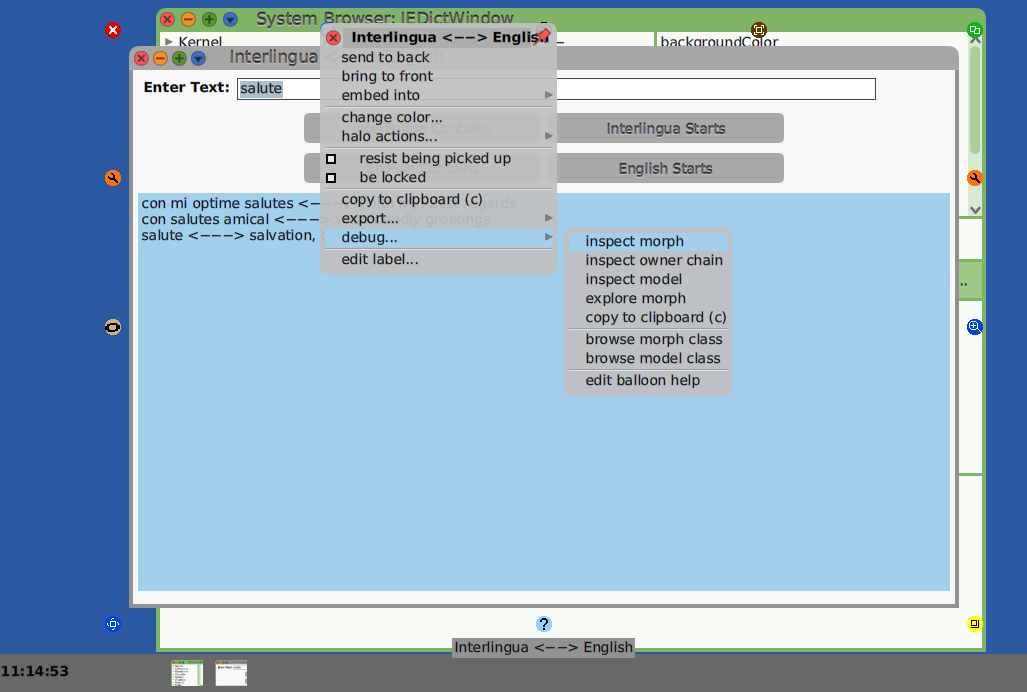 System Browser: IEDictWindow
Kernel
backgroundColor
Interlingua
Interlingua <−−> English
Enter Text: salute
Interlingua Starts
English Starts
con mi optime salutes <−
con salutes amical <−−−>
salute <−−−> salvation,
send to back
bring to front
embed into
change color...
halo actions...
resist being picked up
be locked
copy to clipboard (c)
export...
debug...
edit label...
inspect morph
inspect owner chain
inspect model
explore morph
copy to clipboard (c)
browse morph class
browse model class
edit balloon help
..
?
Interlingua <−−> English
11:14:53